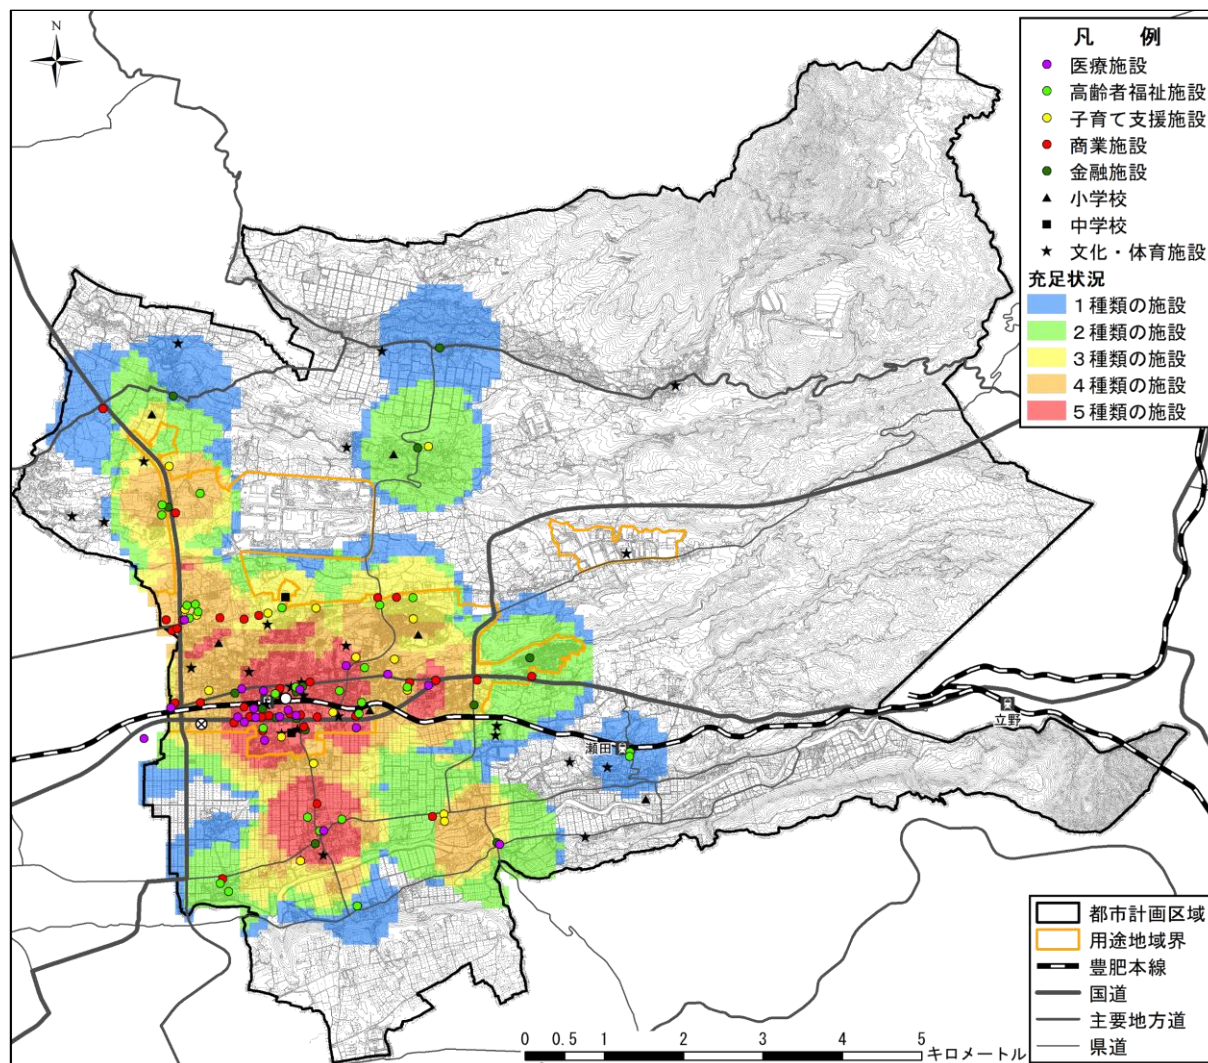 N
凡 例
医療施設
高齢者福祉施設
子育て支援施設
商業施設
金融施設
小学校
中学校
文化・体育施設
充足状況
1種類の施設
2種類の施設
3種類の施設
4種類の施設
5種類の施設
立野
瀬田
都市計画区域
用途地域界
豊肥本線
国道
主要地方道
県道
0 0.5 1 2 3 4 5
キロメートル